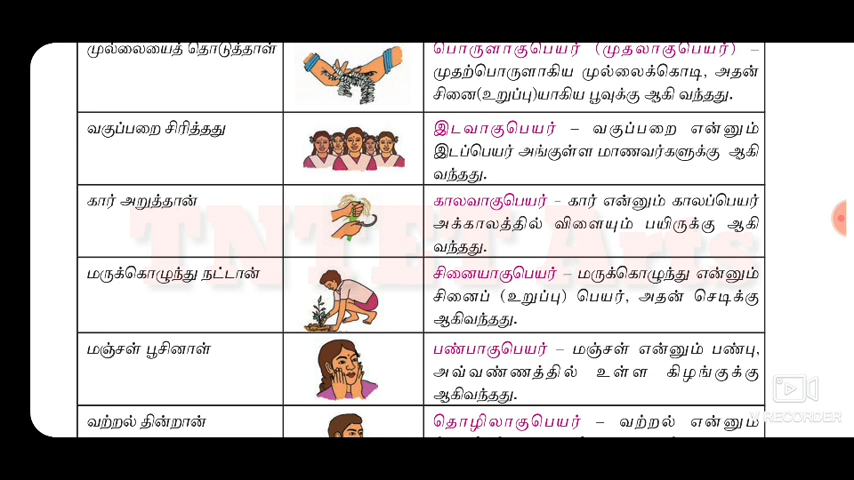 முல்லையைத் தொடுத்தாள்
பொருளாகுபெயர் (முதலாகுபெயர்) –
முதற்பொருளாகிய முல்லைக்கொடி, அதன்
சினை(உறுப்பு)யாகிய பூவுக்கு ஆகி வந்தது.
வகுப்பறை சிரித்தது
இடவாகுபெயர் – வகுப்பறை என்னும்
இடப்பெயர் அங்குள்ள மாணவர்களுக்கு ஆகி
வந்தது.
கார் அறுத்தான்
காலவாகுபெயர் – கார் என்னும் காலப்பெயர்
அக்காலத்தில் விளையும் பயிருக்கு ஆகி
வந்தது.
மருக்கொழுந்து நட்டான்
சினையாகுபெயர் – மருக்கொழுந்து என்னும்
சினைப் (உறுப்பு) பெயர், அதன் செடிக்கு
ஆகிவந்தது.
மஞ்சள் பூசினாள்
பண்பாகுபெயர் – மஞ்சள் என்னும் பண்பு,
அவ்வண்ணத்தில் உள்ள கிழங்குக்கு
ஆகிவந்தது.
வற்றல் தின்றான்
தொழிலாகுபெயர் – வற்றல் என்னும்
TNTET Arts
V RECORDER